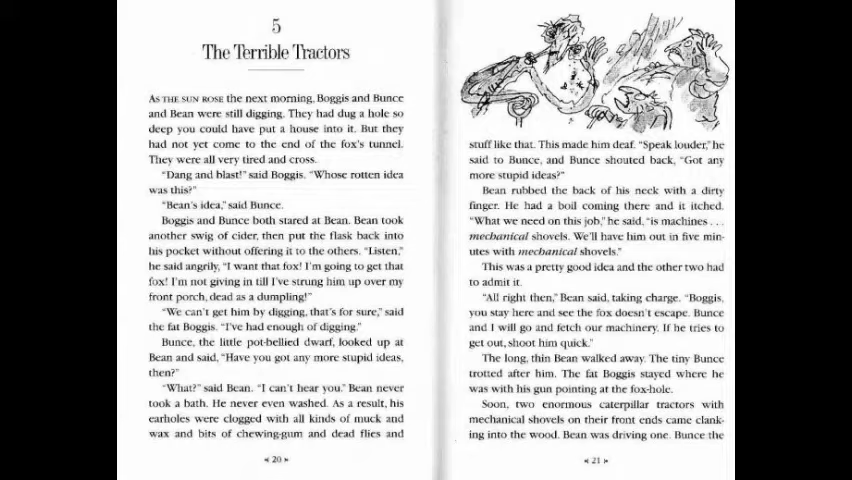 5
The Terrible Tractors
AS THE SUN ROSE the next morning, Boggis and Bunce
and Bean were still digging. They had dug a hole so
deep you could have put a house into it. But they
had not yet come to the end of the fox's tunnel.
They were all very tired and cross.
"Dang and blast!" said Boggis. "Whose rotten idea
was this?"
"Bean's idea," said Bunce.
Boggis and Bunce both stared at Bean. Bean took
another swig of cider, then put the flask back into
his pocket without offering it to the others. "Listen,"
he said angrily, "I want that fox! I'm going to get that
fox! I'm not giving in till I've strung him up over my
front porch, dead as a dumpling!"
"We can't get him by digging, that's for sure," said
the fat Boggis. "I've had enough of digging."
Bunce, the little pot-bellied dwarf, looked up at
Bean and said, "Have you got any more stupid ideas,
then?"
"What?" said Bean. "I can't hear you." Bean never
took a bath. He never even washed. As a result, his
earholes were clogged with all kinds of muck and
wax and bits of chewing-gum and dead flies and
20
stuff like that. This made him deaf. "Speak louder," he
said to Bunce, and Bunce shouted back, "Got any
more stupid ideas?"
Bean rubbed the back of his neck with a dirty
finger. He had a boil coming there and it itched.
"What we need on this job," he said, "is machines . . .
mechanical shovels. We'll have him out in five min-
utes with mechanical shovels."
This was a pretty good idea and the other two had
to admit it.
"All right then," Bean said, taking charge. "Boggis,
you stay here and see the fox doesn't escape. Bunce
and I will go and fetch our machinery. If he tries to
get out, shoot him quick."
The long, thin Bean walked away. The tiny Bunce
trotted after him. The fat Boggis stayed where he
was with his gun pointing at the fox-hole.
Soon, two enormous caterpillar tractors with
mechanical shovels on their front ends came clank-
ing into the wood. Bean was driving one. Bunce the
21